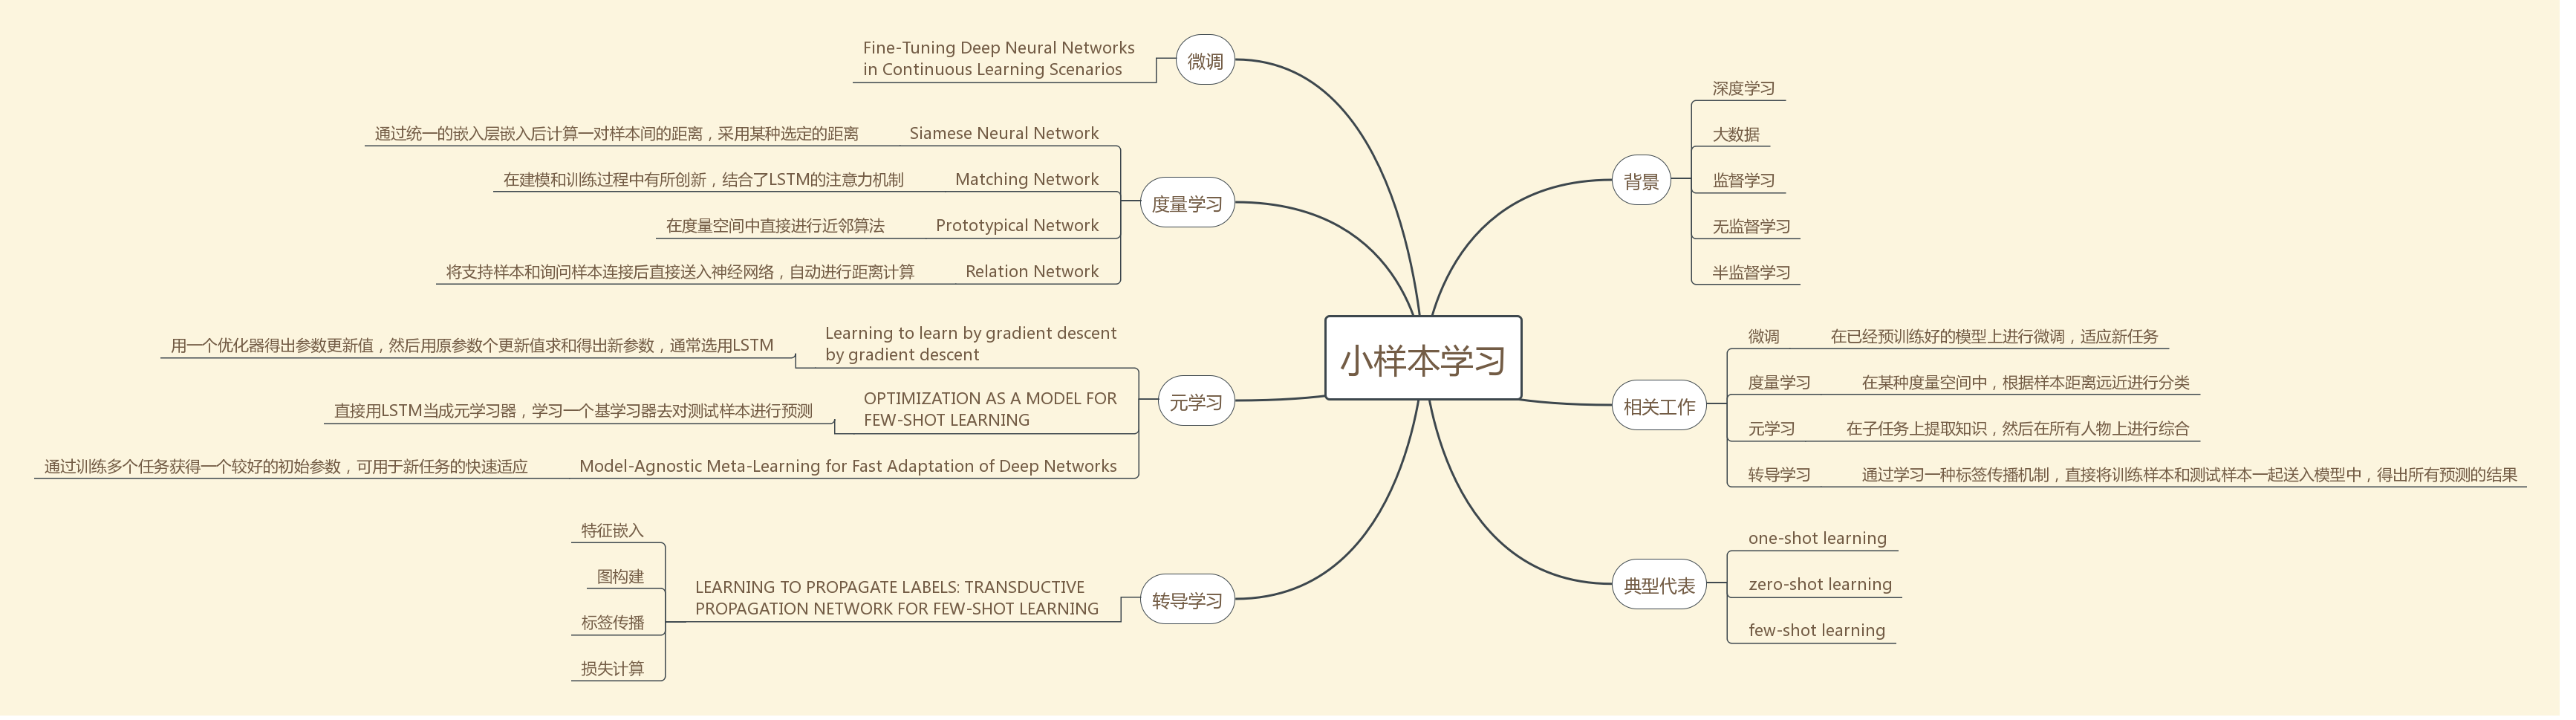 小样本学习
背景
深度学习
大数据
监督学习
无监督学习
半监督学习
相关工作
微调
在已经预训练好的模型上进行微调，适应新任务
度量学习
在某种度量空间中，根据样本距离远近进行分类
元学习
在子任务上提取知识，然后在所有人物上进行综合
转导学习
通过学习一种标签传播机制，直接将训练样本和测试样本一起送入模型中，得出所有预测的结果
典型代表
one-shot learning
zero-shot learning
few-shot learning
微调
Fine-Tuning Deep Neural Networks
in Continuous Learning Scenarios
度量学习
Siamese Neural Network
通过统一的嵌入层嵌入后计算一对样本间的距离，采用某种选定的距离
Matching Network
在建模和训练过程中有所创新，结合了LSTM的注意力机制
Prototypical Network
在度量空间中直接进行近邻算法
Relation Network
将支持样本和询问样本连接后直接送入神经网络，自动进行距离计算
元学习
Learning to learn by gradient descent
by gradient descent
用一个优化器得出参数更新值，然后用原参数个更新值求和得出新参数，通常选用LSTM
OPTIMIZATION AS A MODEL FOR
FEW-SHOT LEARNING
直接用LSTM当成元学习器，学习一个基学习器去对测试样本进行预测
Model-Agnostic Meta-Learning for Fast Adaptation of Deep Networks
通过训练多个任务获得一个较好的初始参数，可用于新任务的快速适应
转导学习
LEARNING TO PROPAGATE LABELS: TRANSDUCTIVE
PROPAGATION NETWORK FOR FEW-SHOT LEARNING
特征嵌入
图构建
标签传播
损失计算